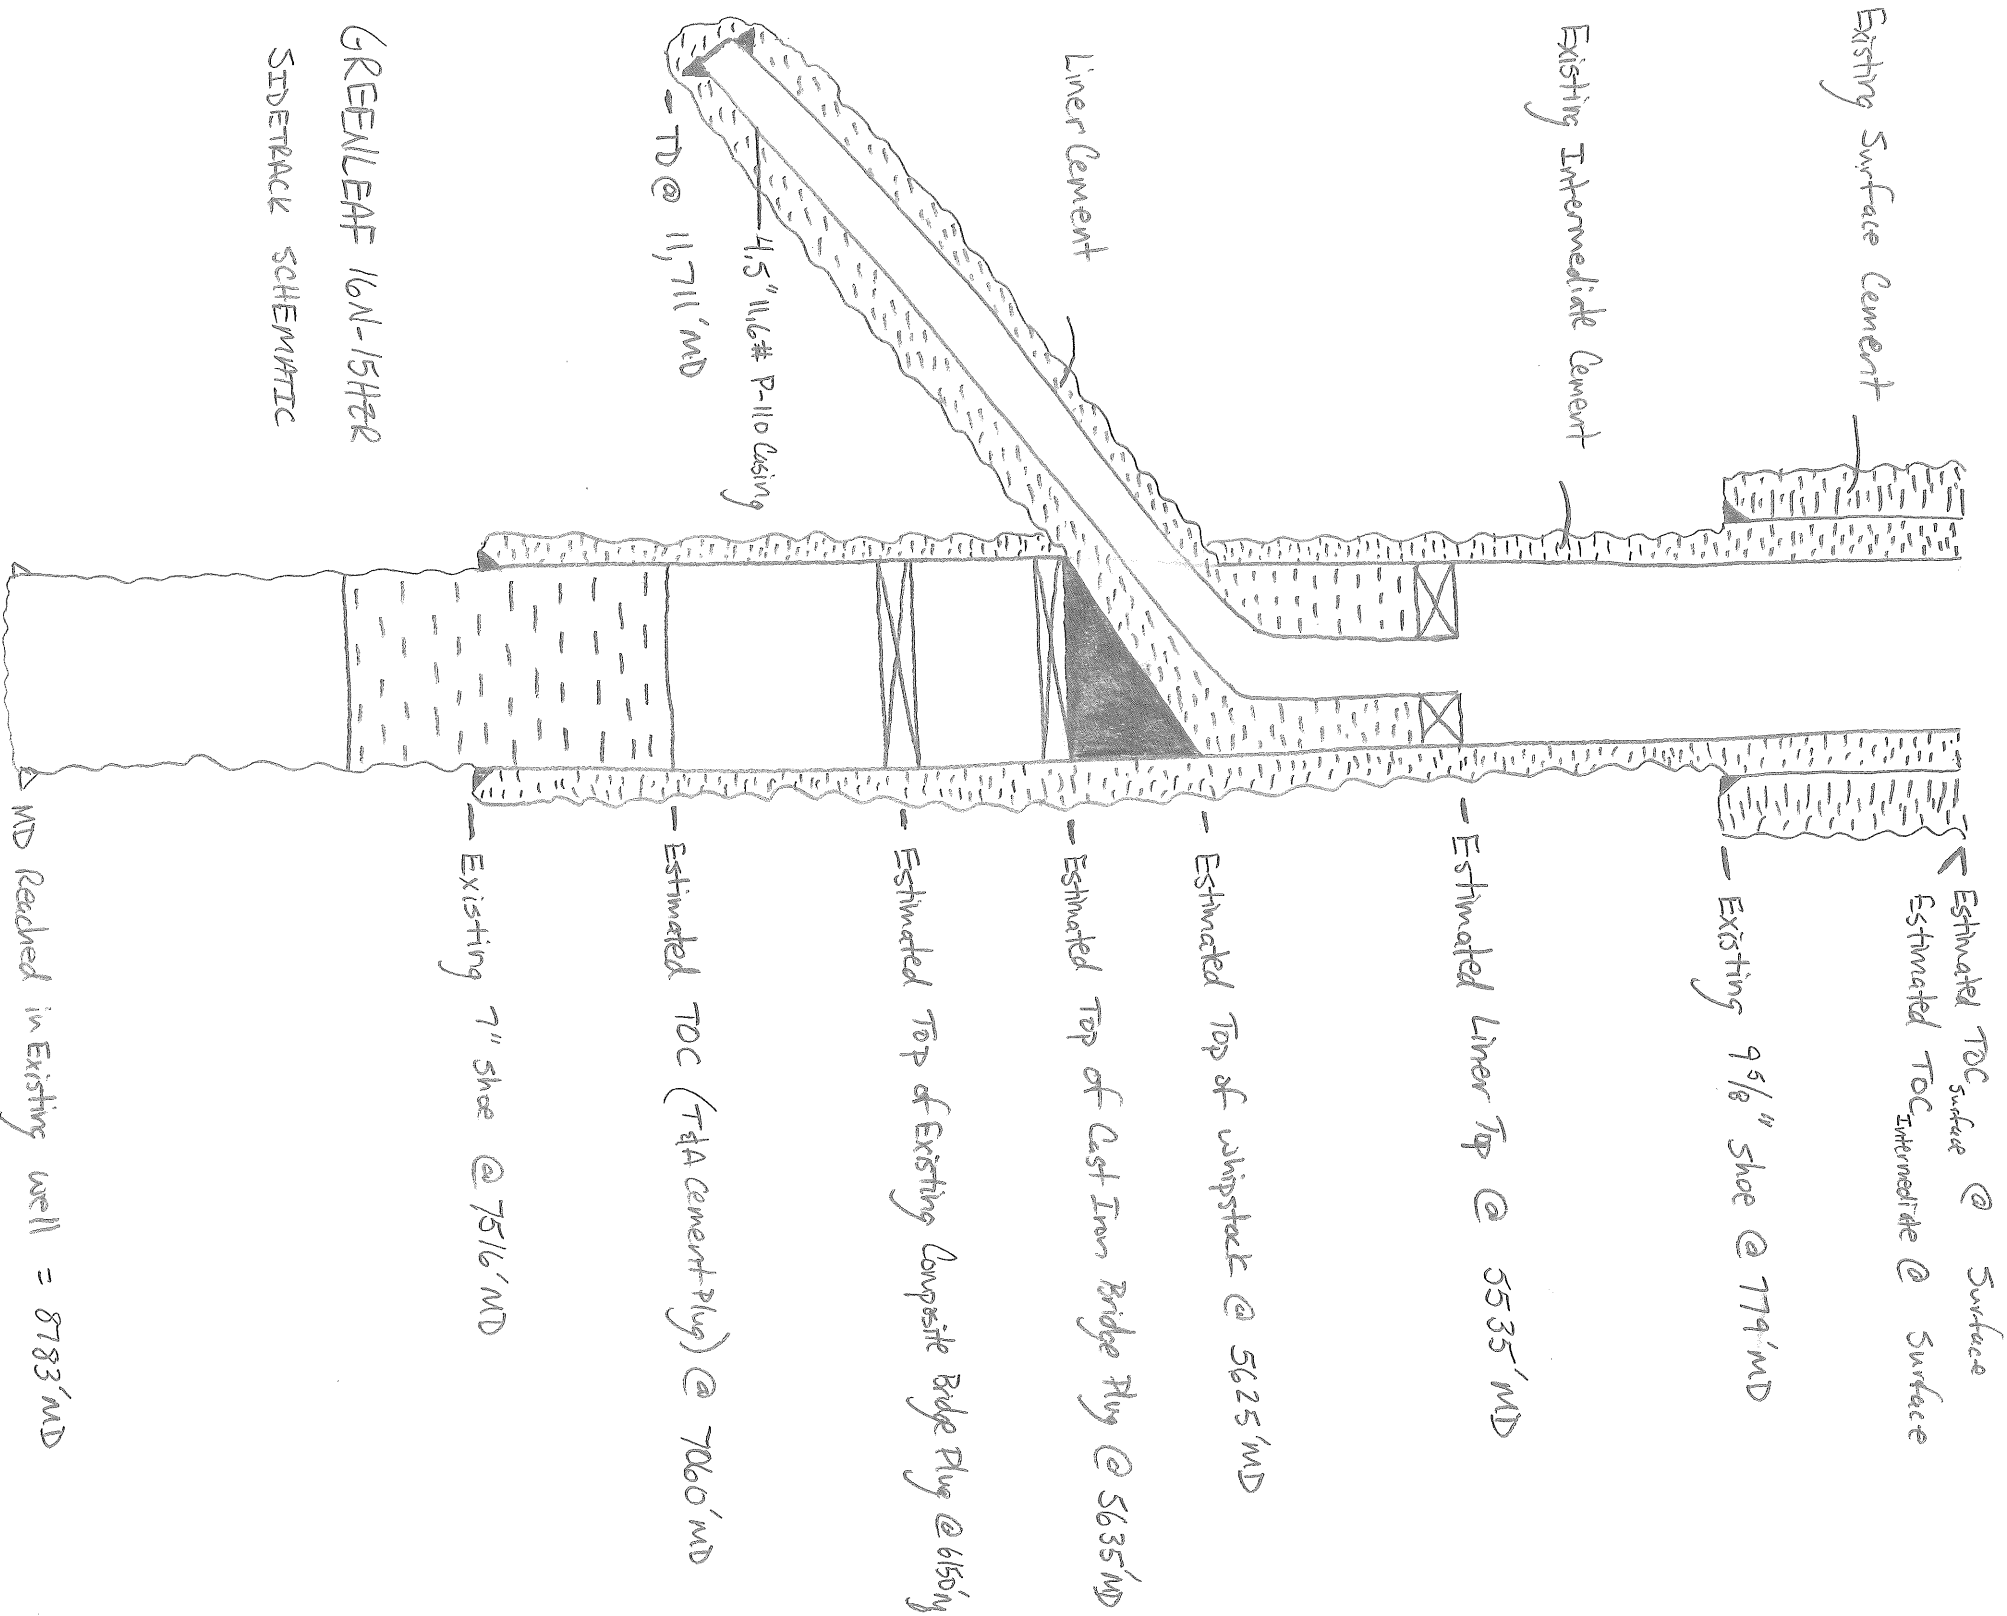 Existing Surface Cement
Existing Intermediate Cement
Liner Cement
4.5" 11.6# P-110 Casing
- TD @ 11,711' MD
GREENLEAF 16N-15HZR
SIDETRACK SCHEMATIC
< Estimated TOC Surface @ Surface
Estimated TOC Intermediate @ Surface
- Existing 9 5/8" Shoe @ 779' MD
- Estimated Liner Top @ 5535' MD
- Estimated Top of Whipstock @ 5625' MD
- Estimated Top of Cast Iron Bridge Plug @ 5635' MD
- Estimated Top of Existing Composite Bridge Plug @ 6150'
- Estimated TOC (T&A Cement Plug) @ 7060' MD
- Existing 7" Shoe @ 7516' MD
MD Reached in Existing Well = 8783' MD